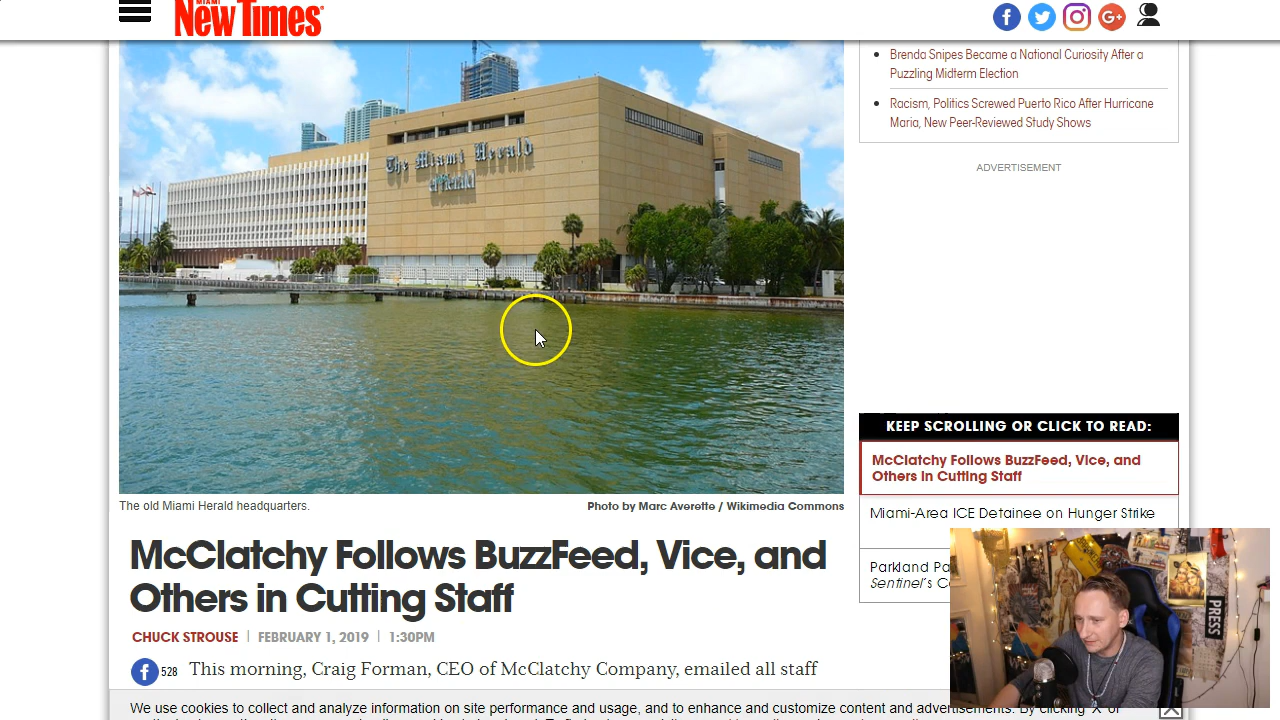 MIAMI
New Times
Brenda Snipes Became a National Curiosity After a
Puzzling Midterm Election
Racism, Politics Screwed Puerto Rico After Hurricane
Maria, New Peer-Reviewed Study Shows
ADVERTISEMENT
The Miami Herald
el Herald
KEEP SCROLLING OR CLICK TO READ:
McClatchy Follows BuzzFeed, Vice, and
Others in Cutting Staff
Miami-Area ICE Detainee on Hunger Strike
Parkland Pa
Sentinel's C
PRESS
The old Miami Herald headquarters.
Photo by Marc Averette / Wikimedia Commons
McClatchy Follows BuzzFeed, Vice, and
Others in Cutting Staff
CHUCK STROUSE | FEBRUARY 1, 2019 | 1:30PM
528
This morning, Craig Forman, CEO of McClatchy Company, emailed all staff
We use cookies to collect and analyze information on site performance and usage, and to enhance and customize content and advertisements. By clicking 'X' or